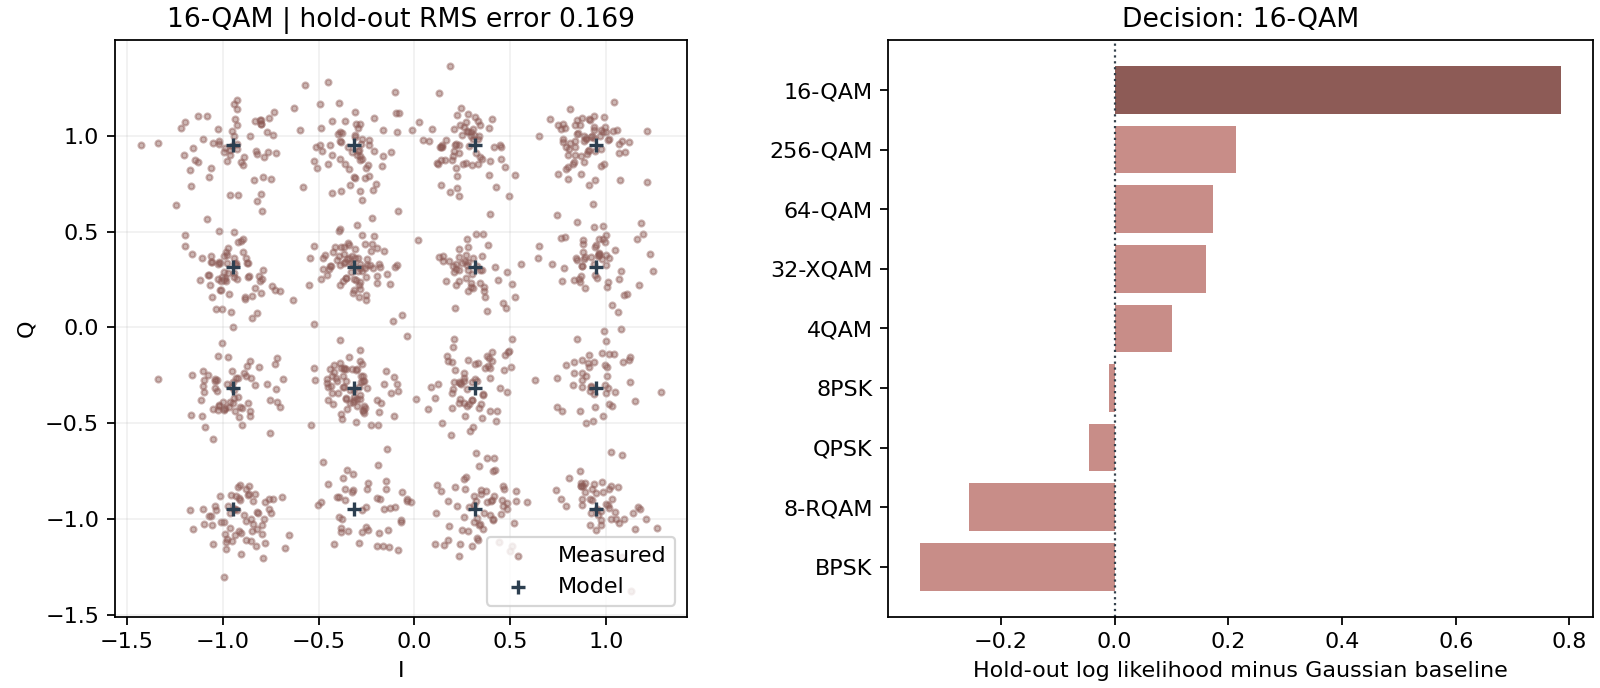 16-QAM | hold-out RMS error 0.169
Q
1.0
0.5
0.0
−0.5
−1.0
−1.5
−1.5
−1.0
−0.5
0.0
0.5
1.0
I
Measured
Model
Decision: 16-QAM
16-QAM
256-QAM
64-QAM
32-XQAM
4QAM
8PSK
QPSK
8-RQAM
BPSK
−0.2
0.0
0.2
0.4
0.6
0.8
Hold-out log likelihood minus Gaussian baseline